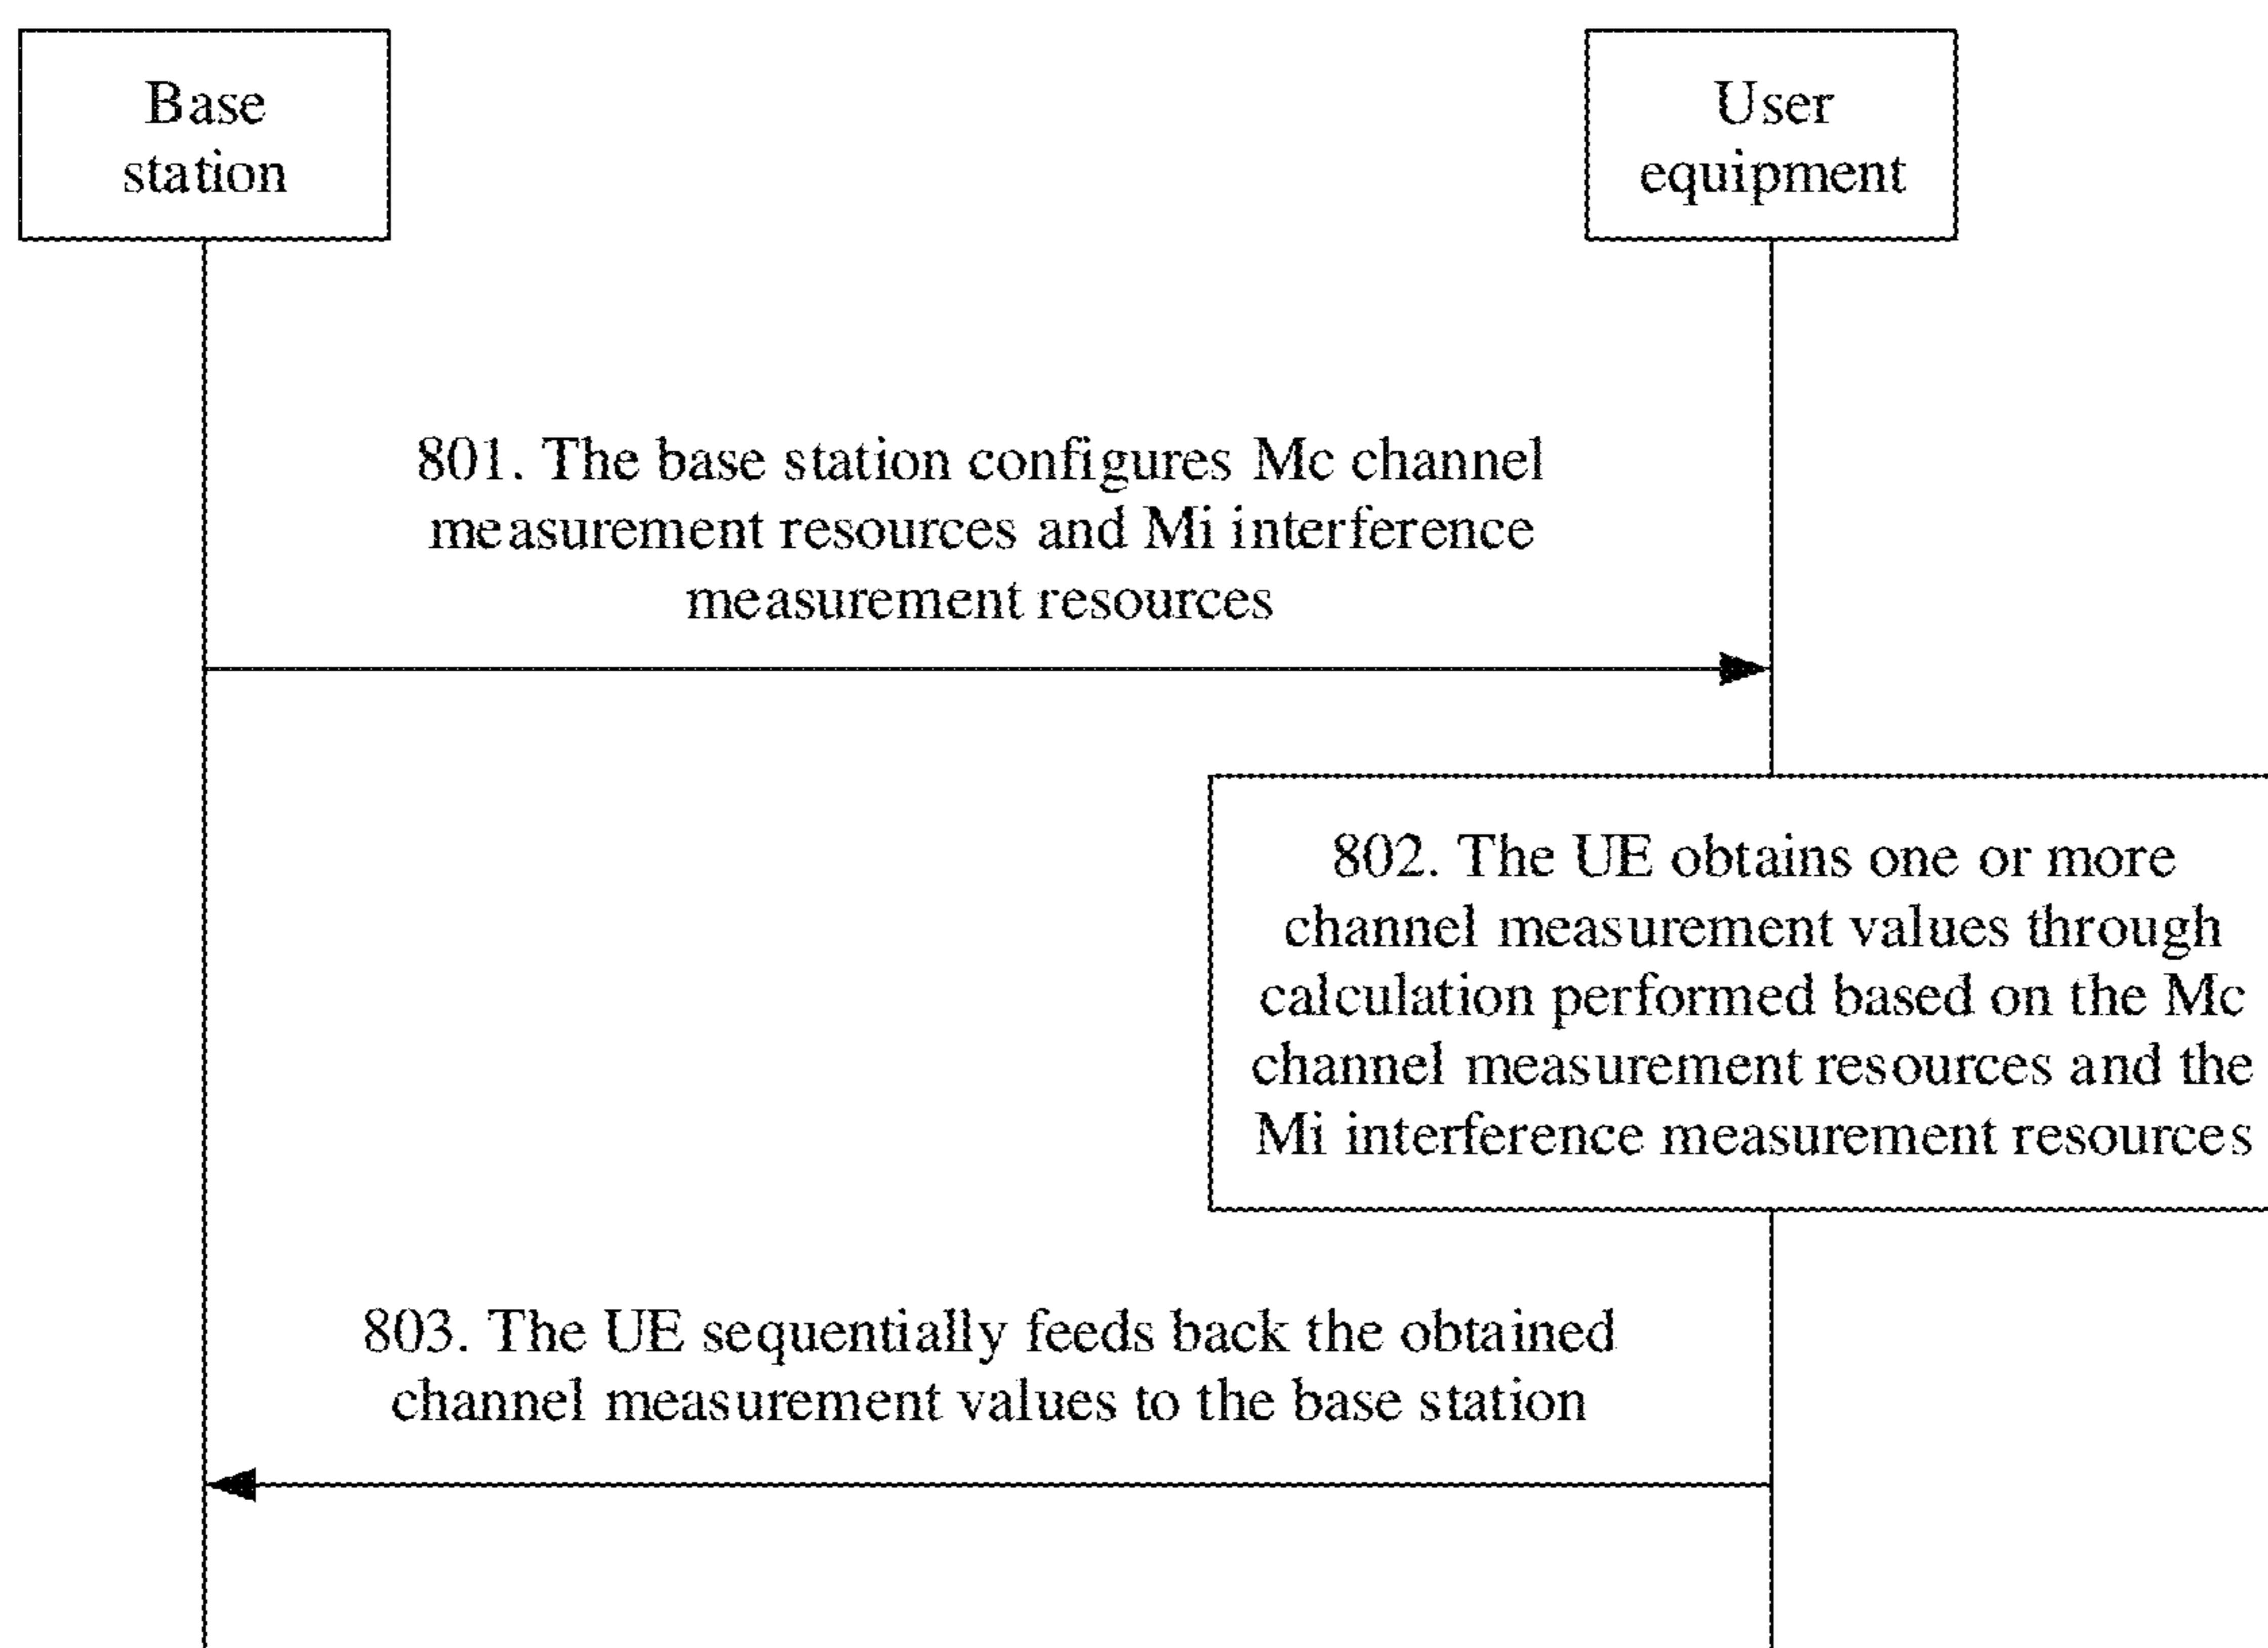 Base
station
User
equipment
801. The base station configures Mc channel
measurement resources and Mi interference
measurement resources
802. The UE obtains one or more
channel measurement values through
calculation performed based on the Mc
channel measurement resources and the
Mi interference measurement resources
803. The UE sequentially feeds back the obtained
channel measurement values to the base station